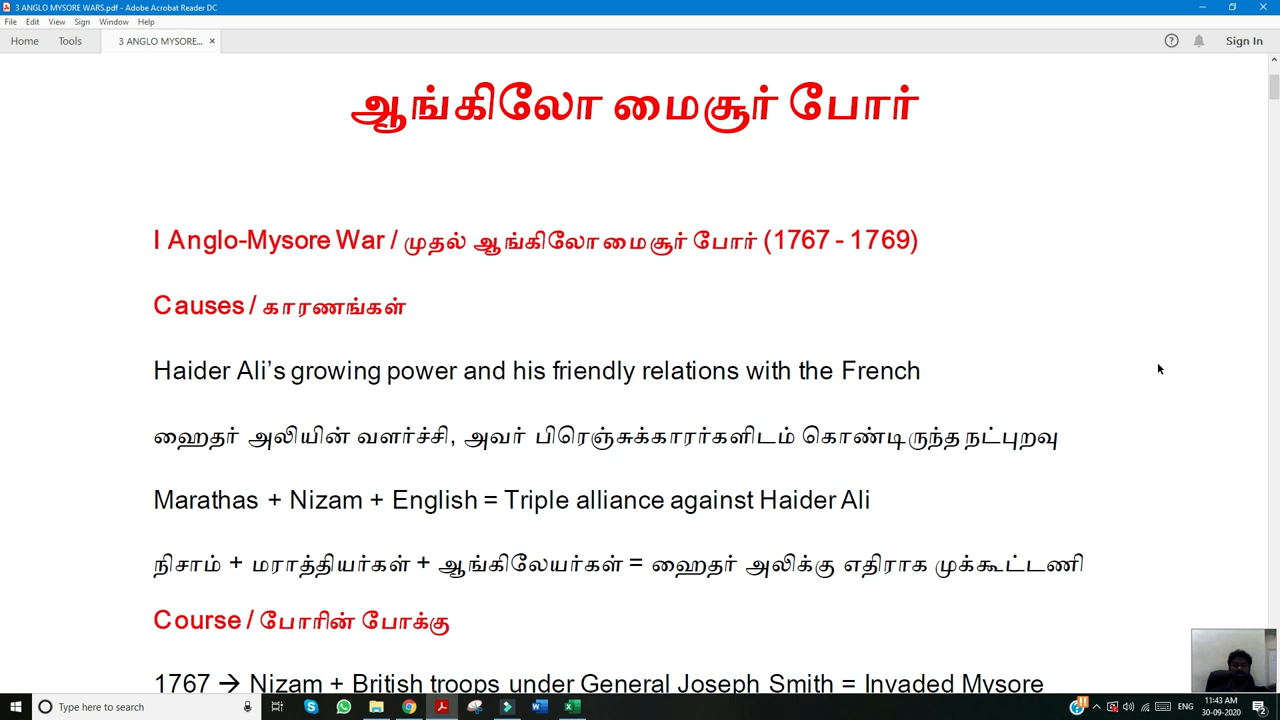 3 ANGLO MYSORE WARS.pdf - Adobe Acrobat Reader DC
File Edit View Sign Window Help
Home Tools 3 ANGLO MYSORE... × Sign In
ஆங்கிலோ மைசூர் போர்
I Anglo-Mysore War / முதல் ஆங்கிலோ மைசூர் போர் (1767 - 1769)
Causes / காரணங்கள்
Haider Ali’s growing power and his friendly relations with the French
ஹைதர் அலியின் வளர்ச்சி, அவர் பிரெஞ்சுக்காரர்களிடம் கொண்டிருந்த நட்புறவு
Marathas + Nizam + English = Triple alliance against Haider Ali
நிசாம் + மராத்தியர்கள் + ஆங்கிலேயர்கள் = ஹைதர் அலிக்கு எதிராக முக்கூட்டணி
Course / போரின் போக்கு
1767 → Nizam + British troops under General Joseph Smith = Invaded Mysore
Type here to search
ENG
11:43 AM
30-09-2020
2